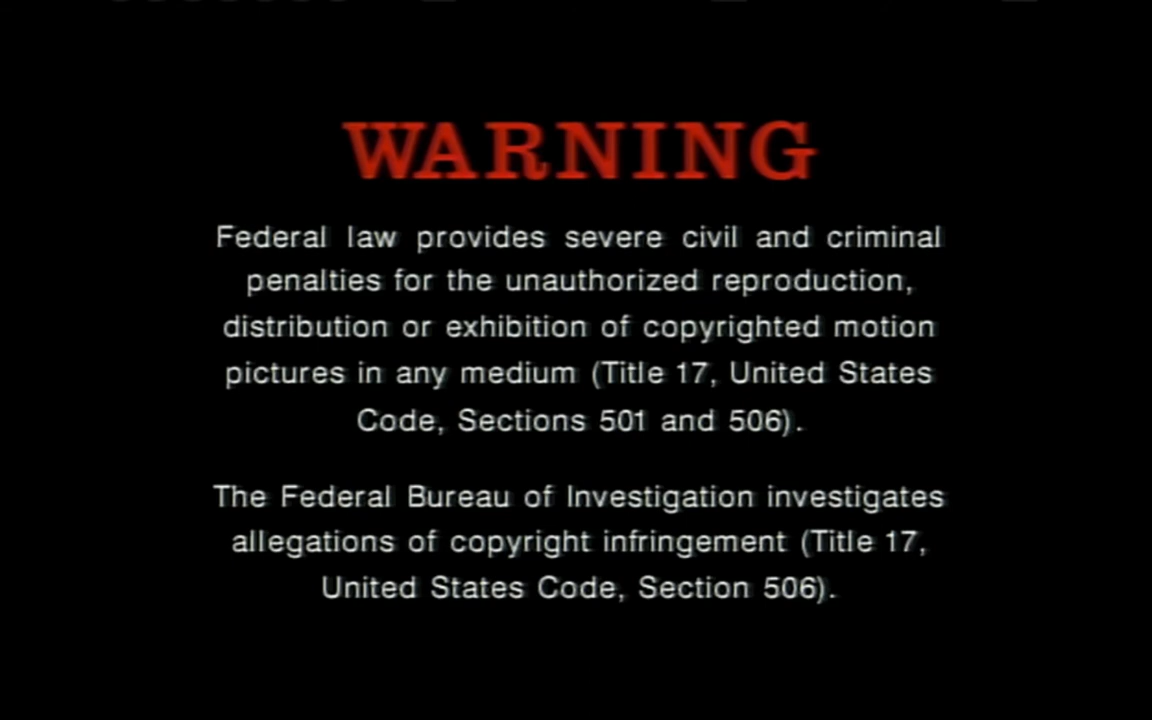 WARNING
Federal law provides severe civil and criminal
penalties for the unauthorized reproduction,
distribution or exhibition of copyrighted motion
pictures in any medium (Title 17, United States
Code, Sections 501 and 506).
The Federal Bureau of Investigation investigates
allegations of copyright infringement (Title 17,
United States Code, Section 506).